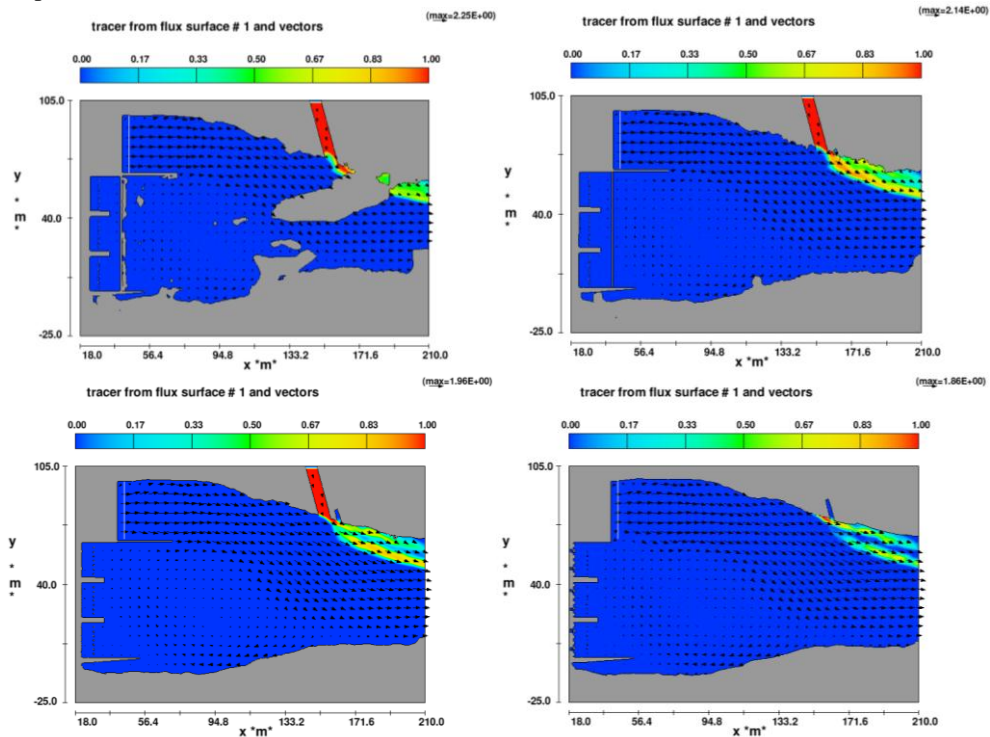 (max=2.25E+00)
tracer from flux surface # 1 and vectors
0.00 0.17 0.33 0.50 0.67 0.83 1.00
105.0
y
*
m
*
40.0
-25.0
18.0 56.4 94.8 133.2 171.6 210.0
x *m*
(max=2.14E+00)
tracer from flux surface # 1 and vectors
0.00 0.17 0.33 0.50 0.67 0.83 1.00
105.0
y
*
m
*
40.0
-25.0
18.0 56.4 94.8 133.2 171.6 210.0
x *m*
(max=1.96E+00)
tracer from flux surface # 1 and vectors
0.00 0.17 0.33 0.50 0.67 0.83 1.00
105.0
y
*
m
*
40.0
-25.0
18.0 56.4 94.8 133.2 171.6 210.0
x *m*
(max=1.86E+00)
tracer from flux surface # 1 and vectors
0.00 0.17 0.33 0.50 0.67 0.83 1.00
105.0
y
*
m
*
40.0
-25.0
18.0 56.4 94.8 133.2 171.6 210.0
x *m*